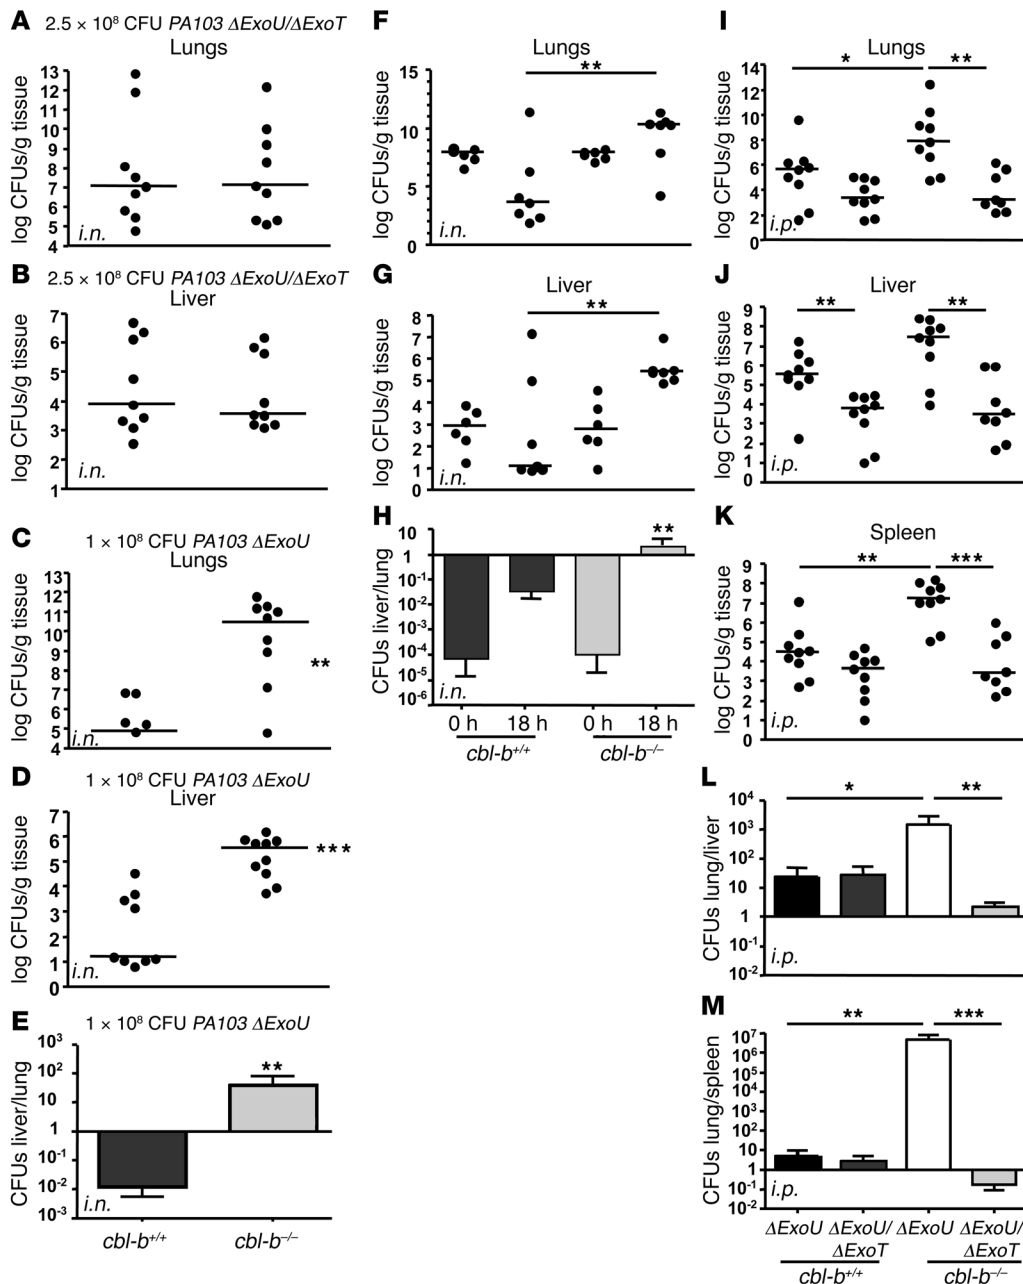 A
2.5 × 10⁸ CFU PA103 ΔExoU/ΔExoT
Lungs
log CFUs/g tissue
13
12
11
10
9
8
7
6
5
4
i.n.
B
2.5 × 10⁸ CFU PA103 ΔExoU/ΔExoT
Liver
log CFUs/g tissue
7
6
5
4
3
2
1
i.n.
C
1 × 10⁸ CFU PA103 ΔExoU
Lungs
log CFUs/g tissue
13
12
11
10
9
8
7
6
5
4
**
i.n.
D
1 × 10⁸ CFU PA103 ΔExoU
Liver
log CFUs/g tissue
7
6
5
4
3
2
1
0
***
i.n.
E
1 × 10⁸ CFU PA103 ΔExoU
CFUs liver/lung
10³
10²
10
1
10⁻¹
10⁻²
10⁻³
**
i.n.
cbl-b⁺/⁺ cbl-b⁻/⁻
F
Lungs
log CFUs/g tissue
15
10
5
0
**
i.n.
G
Liver
log CFUs/g tissue
8
7
6
5
4
3
2
1
0
**
i.n.
H
CFUs liver/lung
10
1
10⁻¹
10⁻²
10⁻³
10⁻⁴
10⁻⁵
10⁻⁶
**
i.n.
0 h 18 h 0 h 18 h
cbl-b⁺/⁺ cbl-b⁻/⁻
I
Lungs
log CFUs/g tissue
14
12
10
8
6
4
2
0
* **
i.p.
J
Liver
log CFUs/g tissue
9
8
7
6
5
4
3
2
1
0
** **
i.p.
K
Spleen
log CFUs/g tissue
9
8
7
6
5
4
3
2
1
0
** ***
i.p.
L
CFUs lung/liver
10⁴
10³
10²
10
1
10⁻¹
10⁻²
* **
i.p.
M
CFUs lung/spleen
10⁷
10⁶
10⁵
10⁴
10³
10²
10
1
10⁻¹
10⁻²
** ***
i.p.
ΔExoU ΔExoU/ ΔExoU ΔExoU/
ΔExoT ΔExoT
cbl-b⁺/⁺ cbl-b⁻/⁻